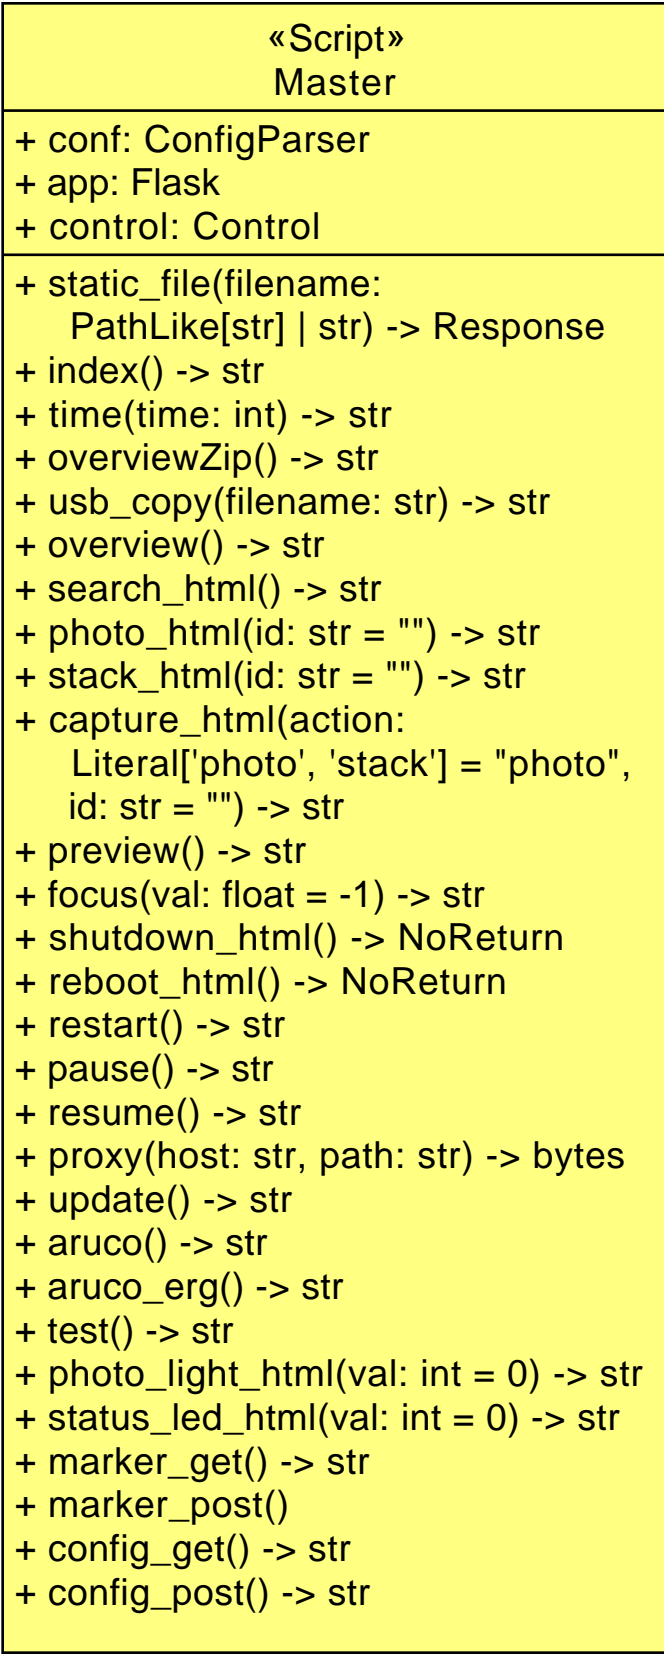 «Script»
Master
+ conf: ConfigParser
+ app: Flask
+ control: Control
+ static_file(filename:
PathLike[str] | str) -> Response
+ index() -> str
+ time(time: int) -> str
+ overviewZip() -> str
+ usb_copy(filename: str) -> str
+ overview() -> str
+ search_html() -> str
+ photo_html(id: str = "") -> str
+ stack_html(id: str = "") -> str
+ capture_html(action:
Literal['photo', 'stack'] = "photo",
id: str = "") -> str
+ preview() -> str
+ focus(val: float = -1) -> str
+ shutdown_html() -> NoReturn
+ reboot_html() -> NoReturn
+ restart() -> str
+ pause() -> str
+ resume() -> str
+ proxy(host: str, path: str) -> bytes
+ update() -> str
+ aruco() -> str
+ aruco_erg() -> str
+ test() -> str
+ photo_light_html(val: int = 0) -> str
+ status_led_html(val: int = 0) -> str
+ marker_get() -> str
+ marker_post()
+ config_get() -> str
+ config_post() -> str